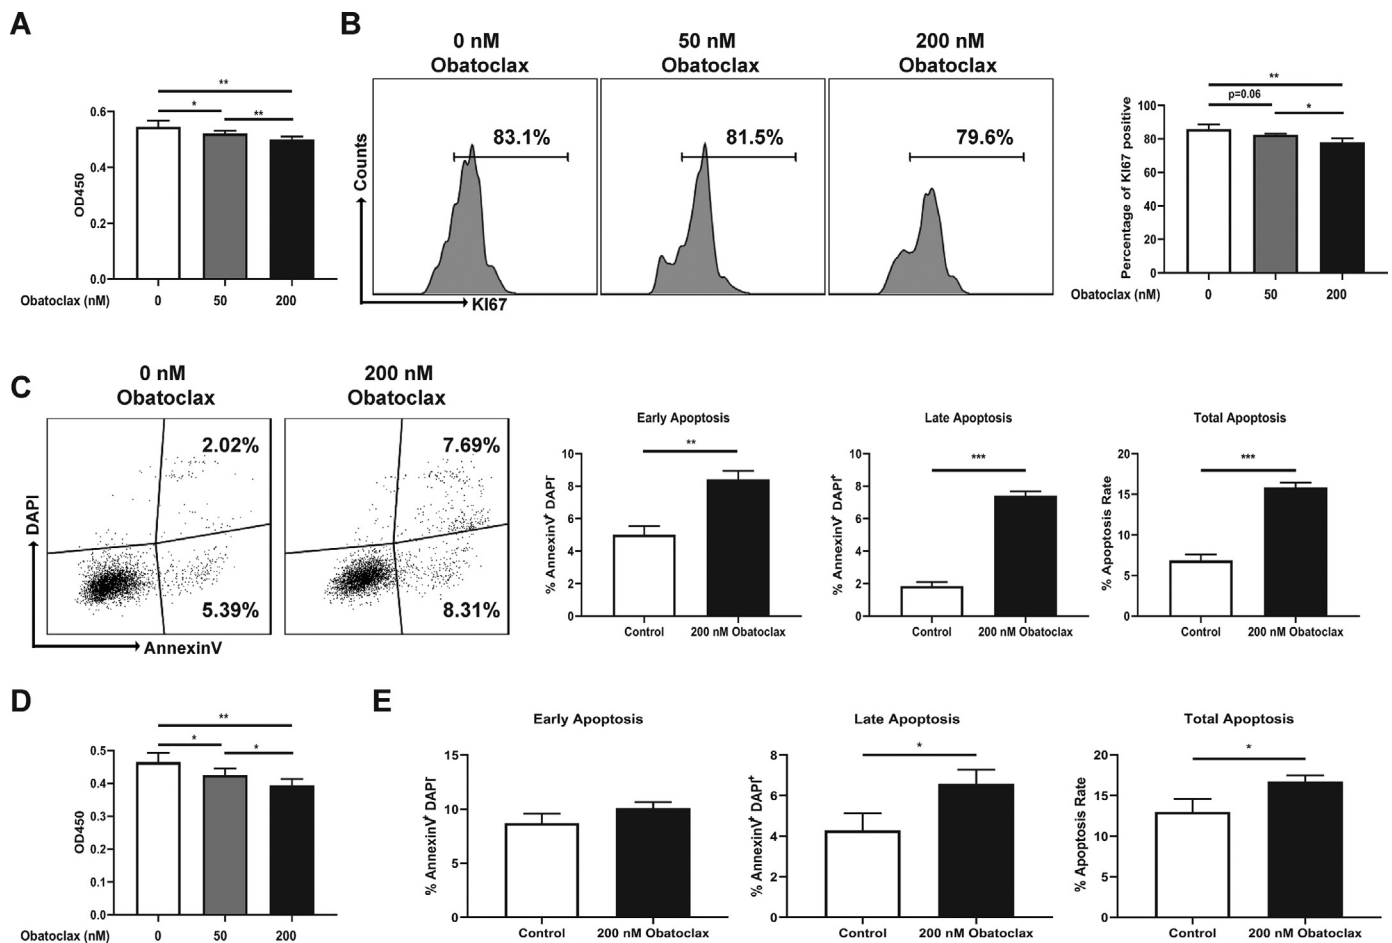 A
**
*
**
0.6
0.4
0.2
0.0
OD450
Obatoclax (nM)
0
50
200
B
0 nM
Obatoclax
50 nM
Obatoclax
200 nM
Obatoclax
83.1%
81.5%
79.6%
Counts
KI67
**
p=0.06
*
100
80
60
40
20
0
Percentage of KI67 positive
Obatoclax (nM)
0
50
200
C
0 nM
Obatoclax
200 nM
Obatoclax
2.02%
5.39%
7.69%
8.31%
DAPI
AnnexinV
Early Apoptosis
**
10
8
6
4
2
0
% AnnexinV+ DAPI-
Control
200 nM Obatoclax
Late Apoptosis
***
10
8
6
4
2
0
% AnnexinV+ DAPI+
Control
200 nM Obatoclax
Total Apoptosis
***
20
15
10
5
0
% Apoptosis Rate
Control
200 nM Obatoclax
D
**
*
*
0.5
0.4
0.3
0.2
0.1
0.0
OD450
Obatoclax (nM)
0
50
200
E
Early Apoptosis
15
10
5
0
% AnnexinV+ DAPI-
Control
200 nM Obatoclax
Late Apoptosis
*
8
6
4
2
0
% AnnexinV+ DAPI+
Control
200 nM Obatoclax
Total Apoptosis
*
20
15
10
5
0
% Apoptosis Rate
Control
200 nM Obatoclax